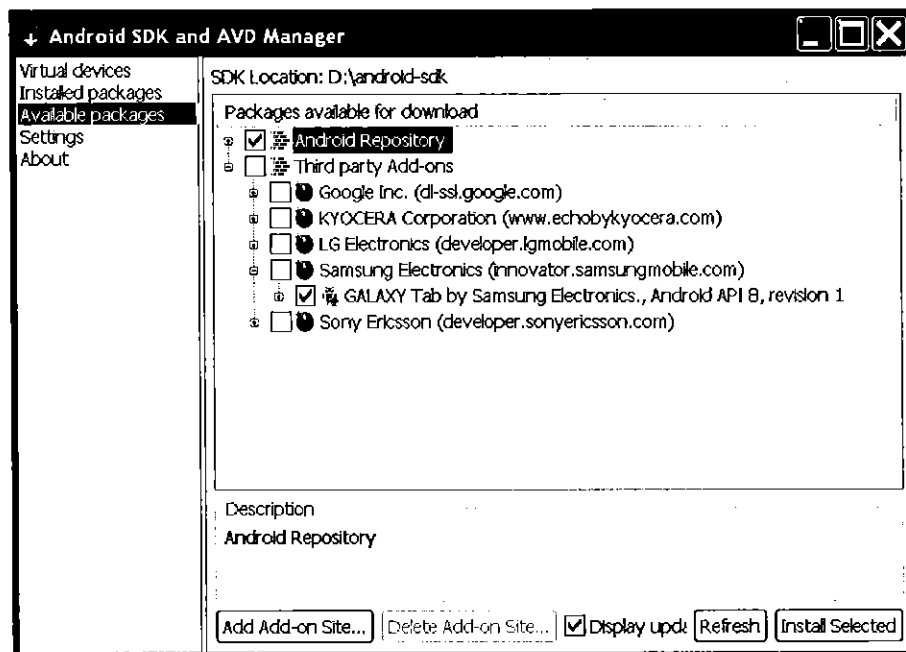 Android SDK and AVD Manager
Virtual devices
Installed packages
Available packages
Settings
About
SDK Location: D:\android-sdk
Packages available for download
Android Repository
Third party Add-ons
Google Inc. (dl-ssl.google.com)
KYOCERA Corporation (www.echobykyocera.com)
LG Electronics (developer.lgmobile.com)
Samsung Electronics (innovator.samsungmobile.com)
GALAXY Tab by Samsung Electronics., Android API 8, revision 1
Sony Ericsson (developer.sonyericsson.com)
Description
Android Repository
Add Add-on Site... Delete Add-on Site... Display upda Refresh Install Selected